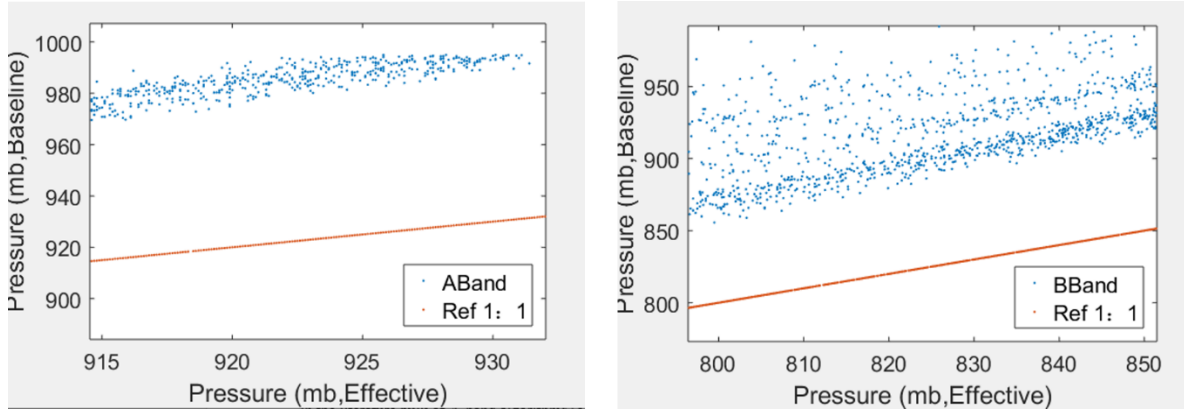 1000
980
960
940
920
900
Pressure (mb,Baseline)
915
920
925
930
Pressure (mb,Effective)
ABand
Ref 1：1
950
900
850
800
Pressure (mb,Baseline)
800
810
820
830
840
850
Pressure (mb,Effective)
BBand
Ref 1：1